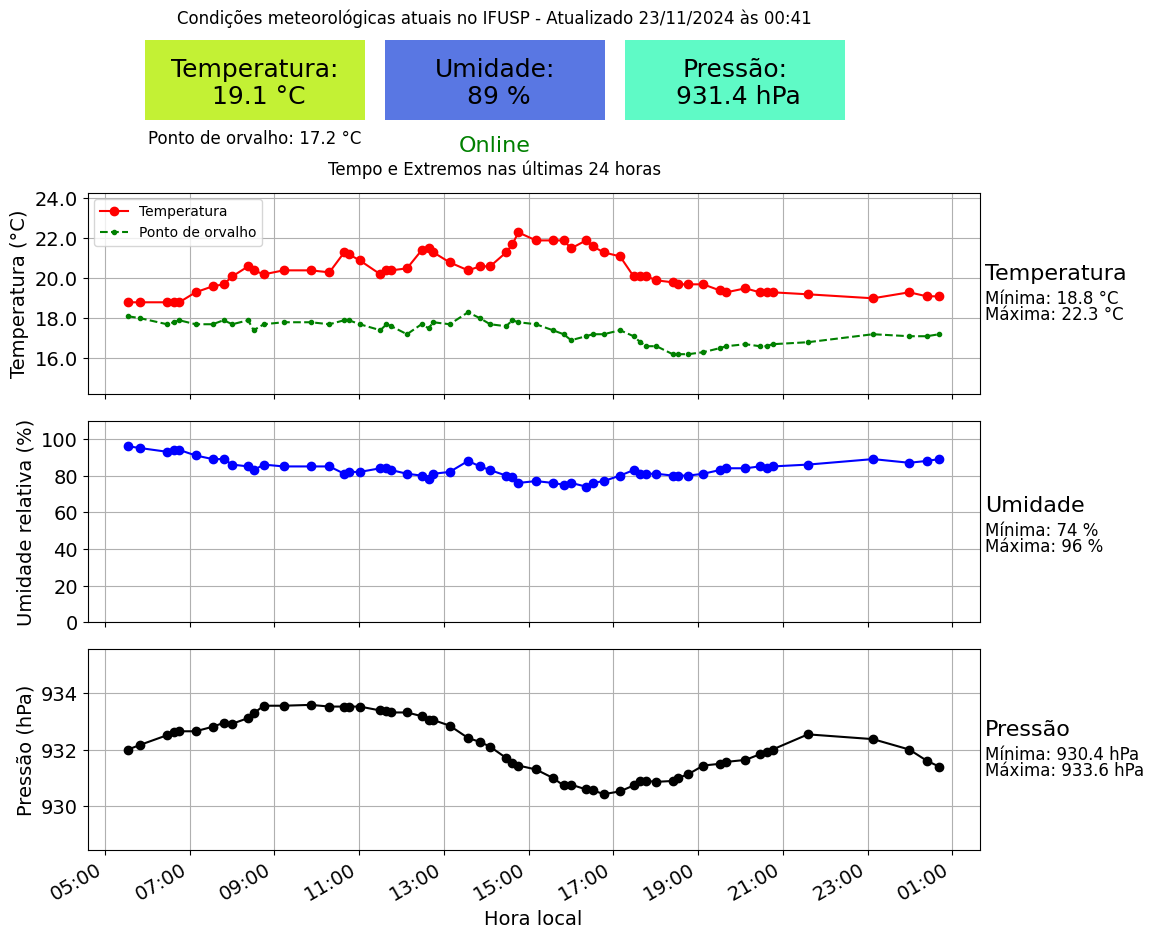 Condições meteorológicas atuais no IFUSP - Atualizado 23/11/2024 às 00:41
Temperatura:
19.1 °C
Umidade:
89 %
Pressão:
931.4 hPa
Ponto de orvalho: 17.2 °C
Online
Tempo e Extremos nas últimas 24 horas
Temperatura (°C)
24.0
22.0
20.0
18.0
16.0
Temperatura
Ponto de orvalho
Temperatura
Mínima: 18.8 °C
Máxima: 22.3 °C
Umidade relativa (%)
100
80
60
40
20
0
Umidade
Mínima: 74 %
Máxima: 96 %
Pressão (hPa)
934
932
930
Pressão
Mínima: 930.4 hPa
Máxima: 933.6 hPa
05:00 07:00 09:00 11:00 13:00 15:00 17:00 19:00 21:00 23:00 01:00
Hora local